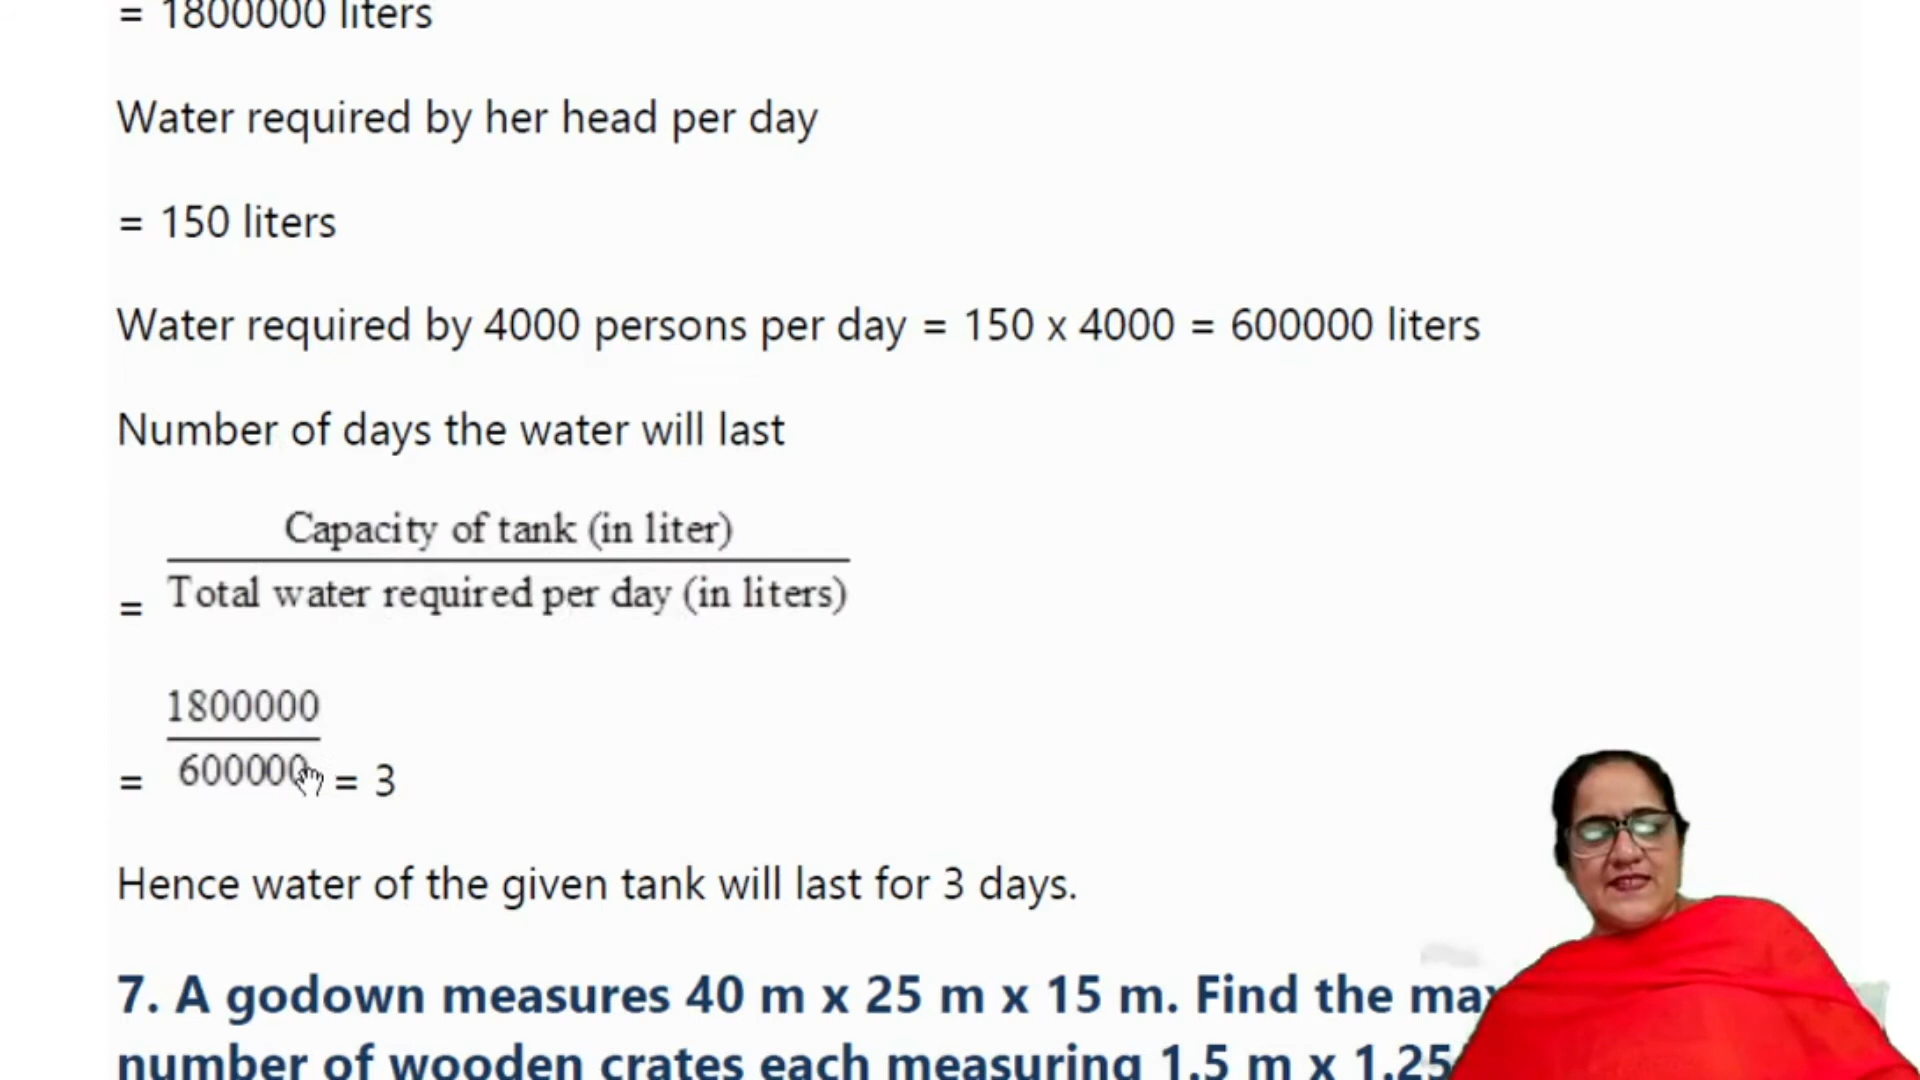 = 1800000 liters
Water required by her head per day
= 150 liters
Water required by 4000 persons per day = 150 x 4000 = 600000 liters
Number of days the water will last
Capacity of tank (in liter)
= Total water required per day (in liters)
1800000
= 600000 = 3
Hence water of the given tank will last for 3 days.
7. A godown measures 40 m x 25 m x 15 m. Find the
number of wooden crates each measuring 1.5 m x 1.25